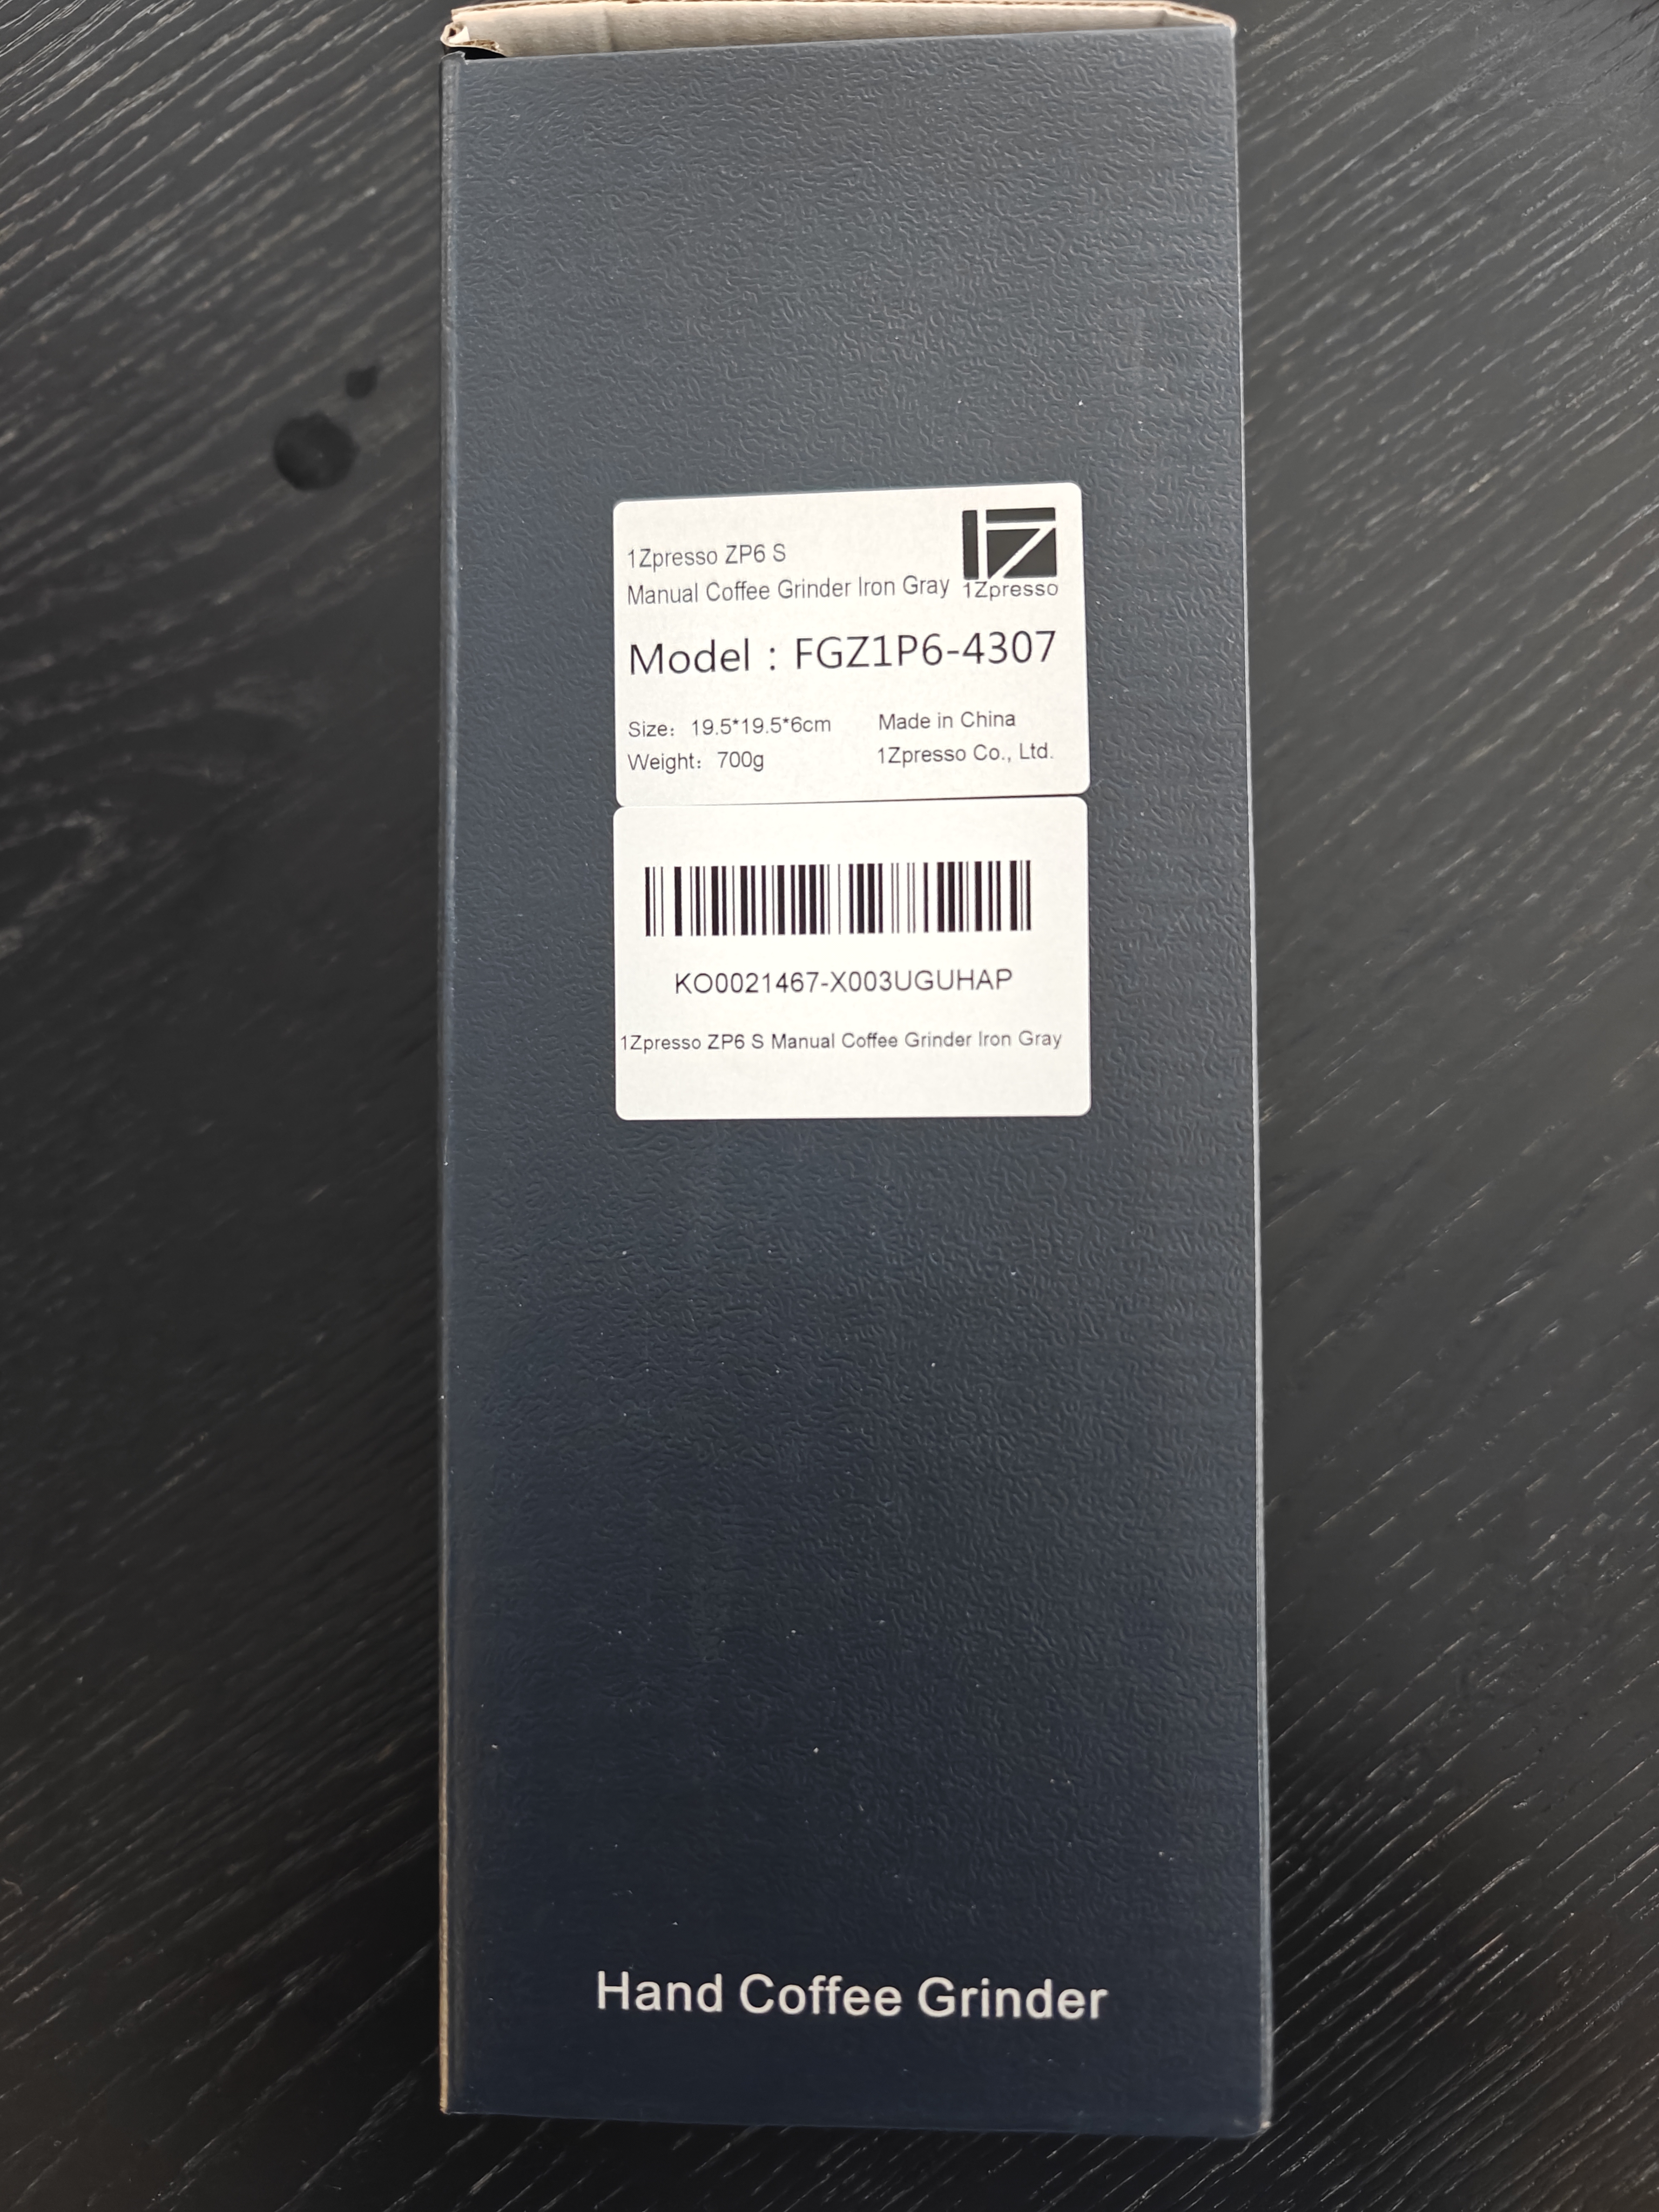 1Zpresso ZP6 S
Manual Coffee Grinder Iron Gray
1Zpresso
Model : FGZ1P6-4307
Size: 19.5*19.5*6cm
Made in China
Weight: 700g
1Zpresso Co., Ltd.
KO0021467-X003UGUHAP
1Zpresso ZP6 S Manual Coffee Grinder Iron Gray
Hand Coffee Grinder